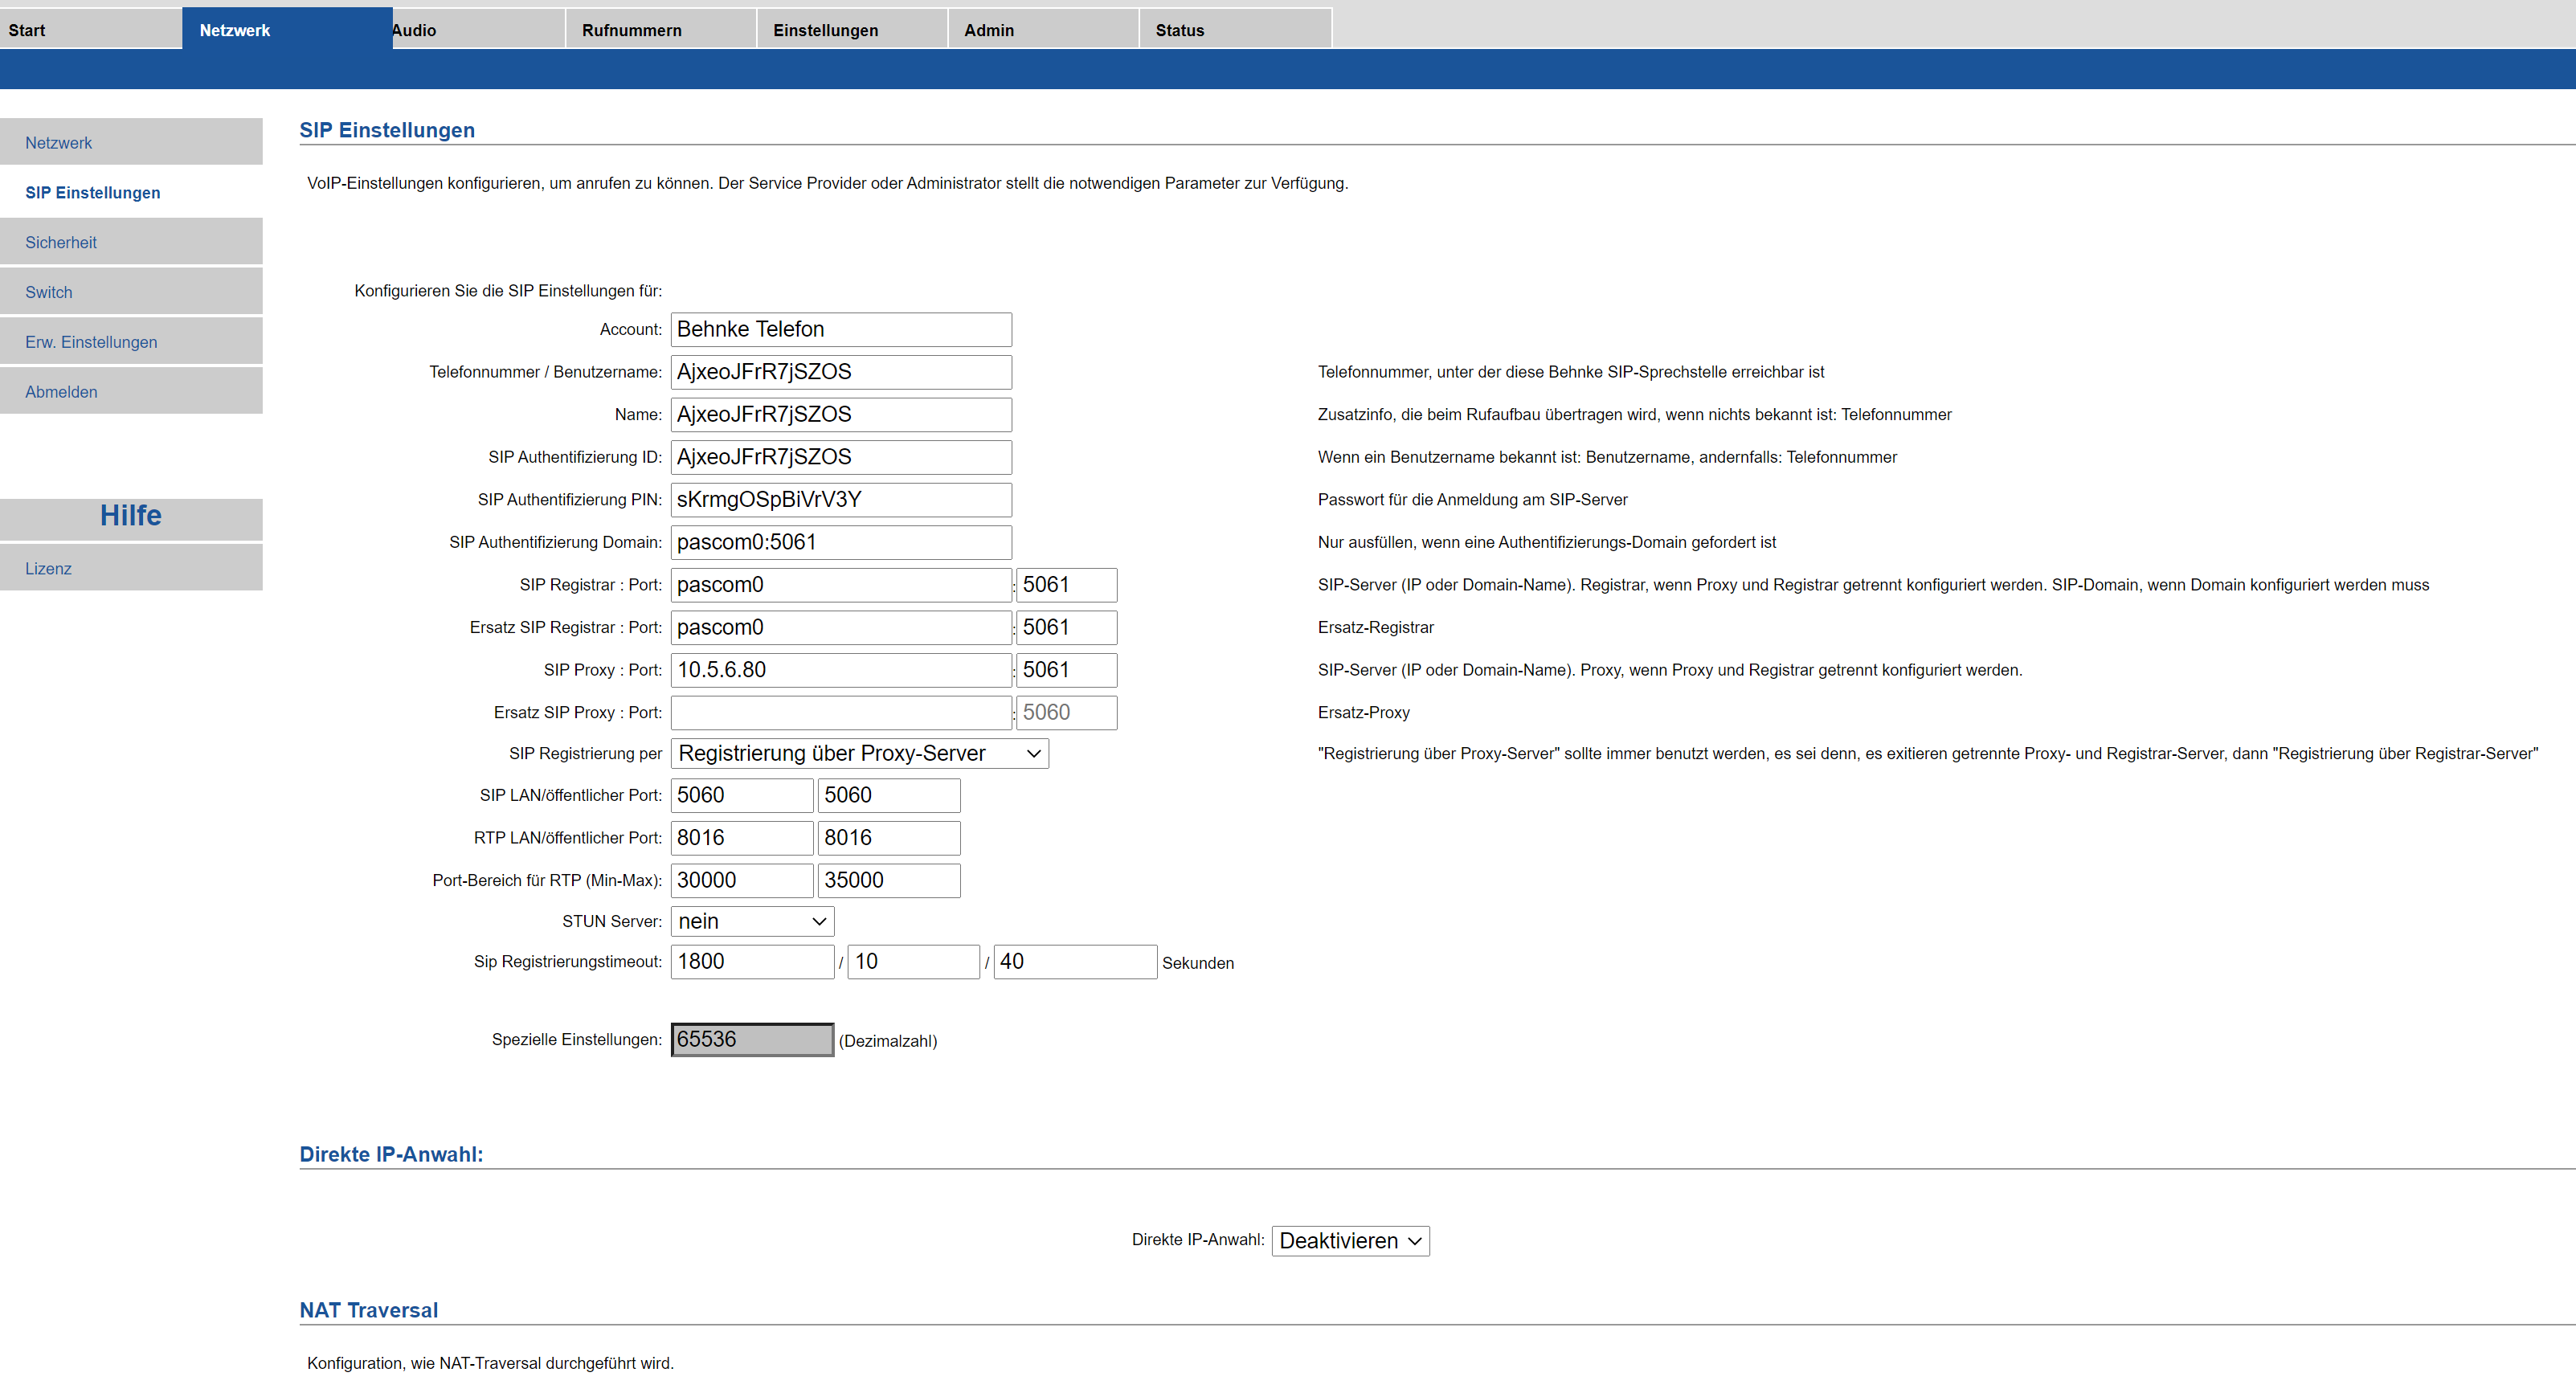 Start Netzwerk Audio Rufnummern Einstellungen Admin Status
Netzwerk
SIP Einstellungen
Sicherheit
Switch
Erw. Einstellungen
Abmelden
Hilfe
Lizenz
SIP Einstellungen
VoIP-Einstellungen konfigurieren, um anrufen zu können. Der Service Provider oder Administrator stellt die notwendigen Parameter zur Verfügung.
Konfigurieren Sie die SIP Einstellungen für:
Account: Behnke Telefon
Telefonnummer / Benutzername: AjxeoJFrR7jSZOS Telefonnummer, unter der diese Behnke SIP-Sprechstelle erreichbar ist
Name: AjxeoJFrR7jSZOS Zusatzinfo, die beim Rufaufbau übertragen wird, wenn nichts bekannt ist: Telefonnummer
SIP Authentifizierung ID: AjxeoJFrR7jSZOS Wenn ein Benutzername bekannt ist: Benutzername, andernfalls: Telefonnummer
SIP Authentifizierung PIN: sKrmgOSpBiVrV3Y Passwort für die Anmeldung am SIP-Server
SIP Authentifizierung Domain: pascom0:5061 Nur ausfüllen, wenn eine Authentifizierungs-Domain gefordert ist
SIP Registrar : Port: pascom0 : 5061 SIP-Server (IP oder Domain-Name). Registrar, wenn Proxy und Registrar getrennt konfiguriert werden. SIP-Domain, wenn Domain konfiguriert werden muss
Ersatz SIP Registrar : Port: pascom0 : 5061 Ersatz-Registrar
SIP Proxy : Port: 10.5.6.80 : 5061 SIP-Server (IP oder Domain-Name). Proxy, wenn Proxy und Registrar getrennt konfiguriert werden.
Ersatz SIP Proxy : Port: : 5060 Ersatz-Proxy
SIP Registrierung per Registrierung über Proxy-Server "Registrierung über Proxy-Server" sollte immer benutzt werden, es sei denn, es exitieren getrennte Proxy- und Registrar-Server, dann "Registrierung über Registrar-Server"
SIP LAN/öffentlicher Port: 5060 5060
RTP LAN/öffentlicher Port: 8016 8016
Port-Bereich für RTP (Min-Max): 30000 35000
STUN Server: nein
Sip Registrierungstimeout: 1800 / 10 / 40 Sekunden
Spezielle Einstellungen: 65536 (Dezimalzahl)
Direkte IP-Anwahl:
Direkte IP-Anwahl: Deaktivieren
NAT Traversal
Konfiguration, wie NAT-Traversal durchgeführt wird.